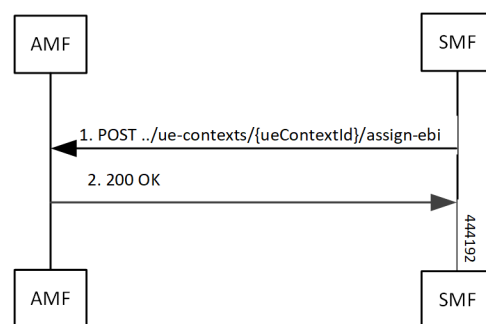 AMF
SMF
1. POST ../ue-contexts/{ueContextId}/assign-ebi
2. 200 OK
444192
AMF
SMF